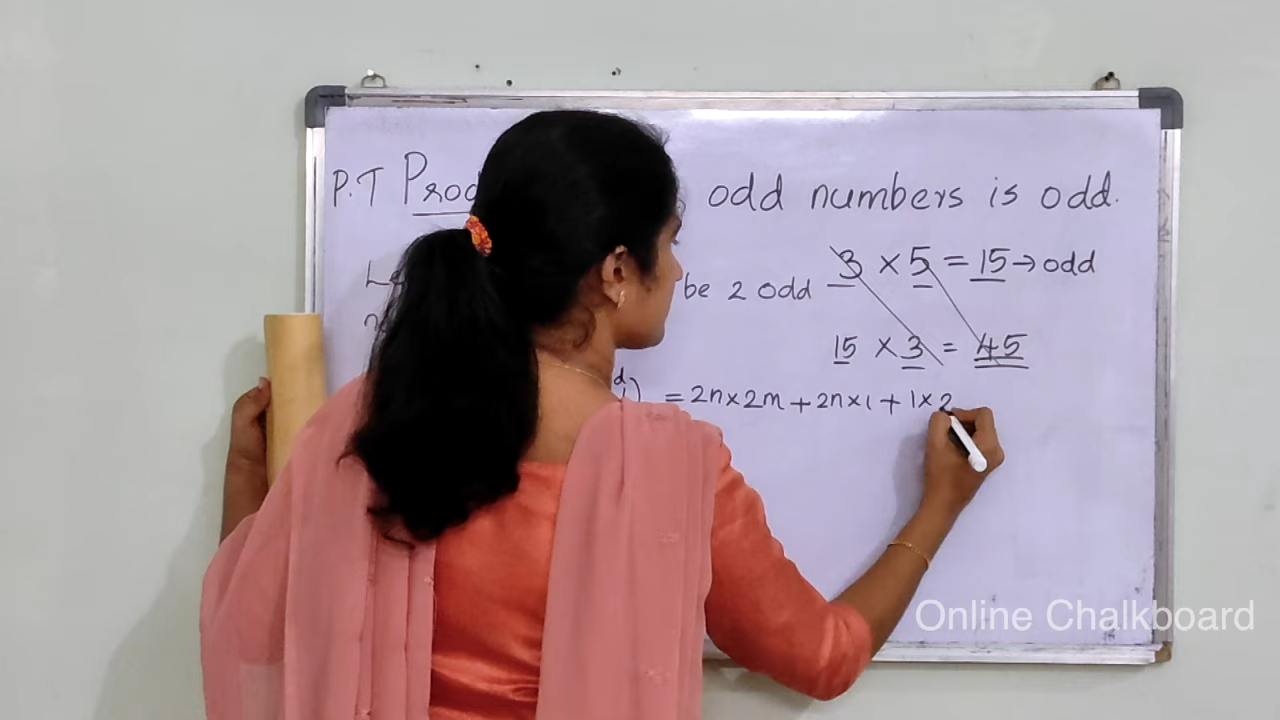 P.T Prod odd numbers is odd.
3 × 5 = 15 → odd
Le be 2 odd
15 × 3 = 45
= 2n×2m + 2n×1 + 1×2
Online Chalkboard